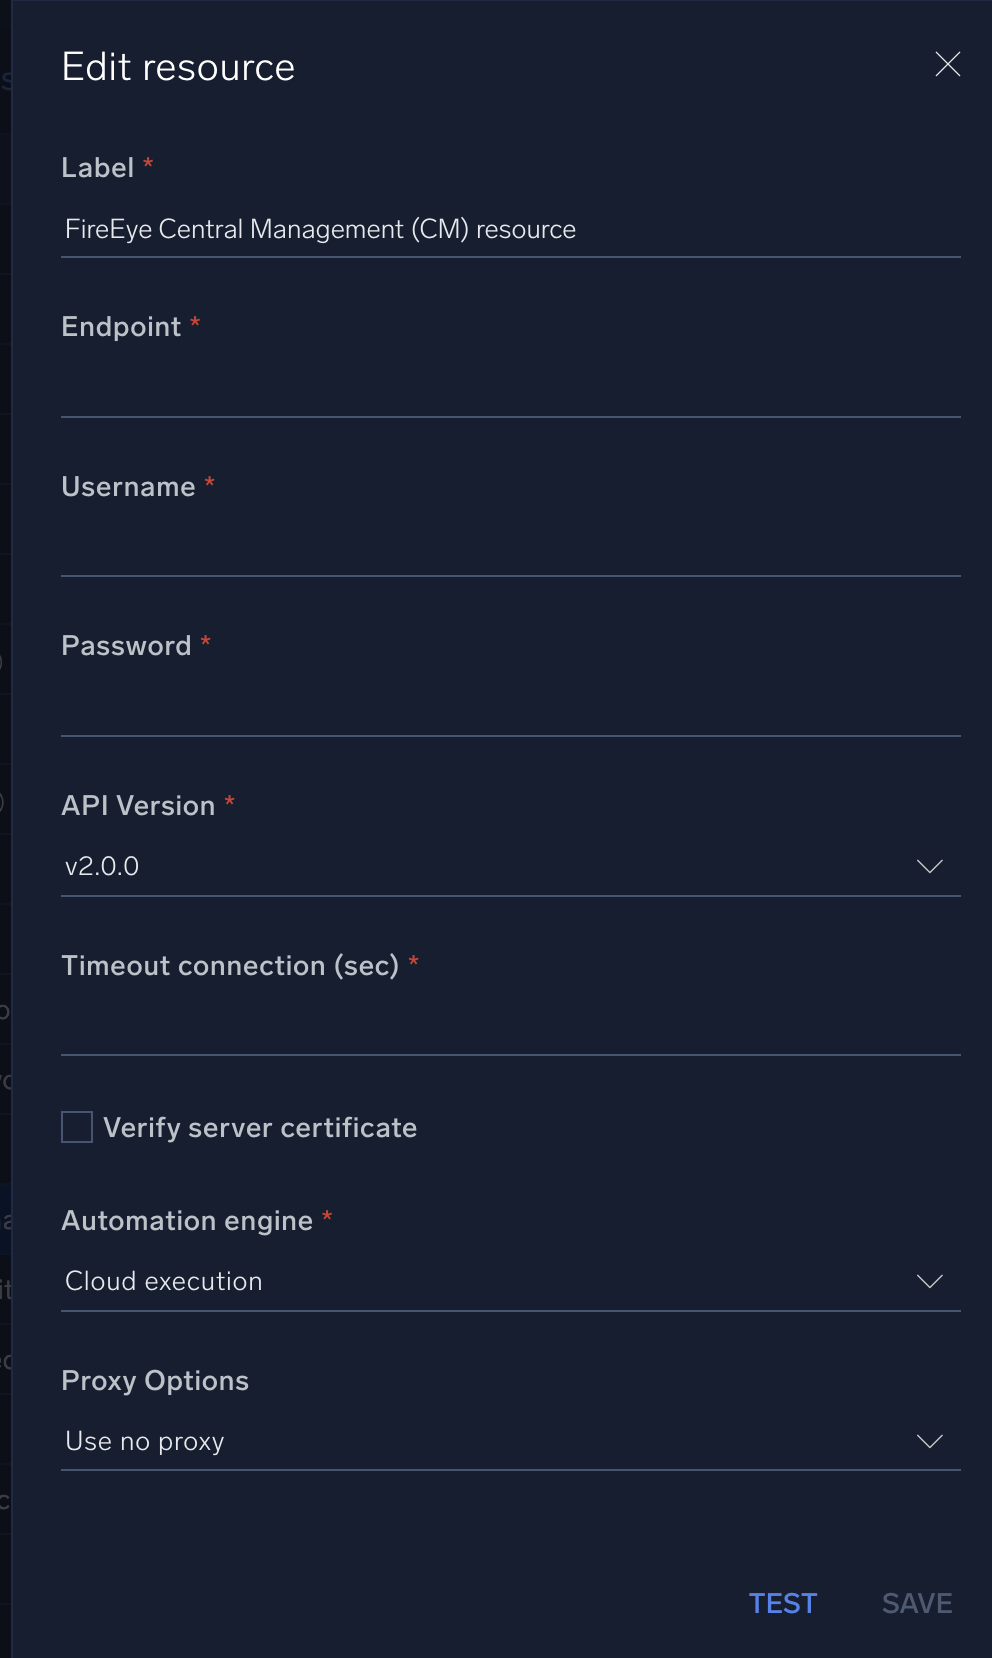 Edit resource
Label *
FireEye Central Management (CM) resource
Endpoint *
Username *
Password *
API Version *
v2.0.0
Timeout connection (sec) *
Verify server certificate
Automation engine *
Cloud execution
Proxy Options
Use no proxy
TEST SAVE